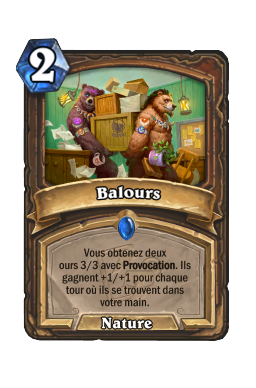 2
Balours
Vous obtenez deux
ours 3/3 avec Provocation. Ils
gagnent +1/+1 pour chaque
tour où ils se trouvent dans
votre main.
Nature